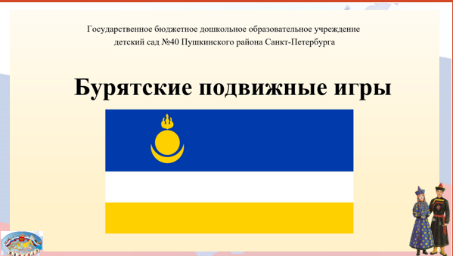 Государственное бюджетное дошкольное образовательное учреждение
детский сад №40 Пушкинского района Санкт-Петербурга
Бурятские подвижные игры